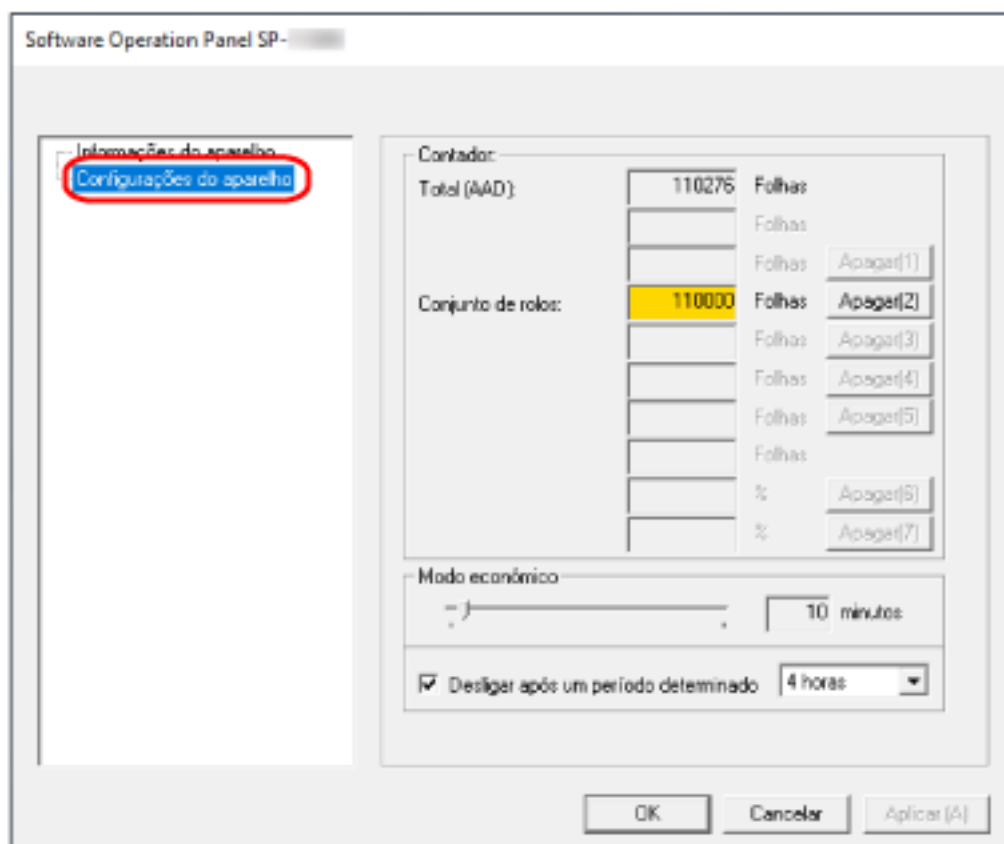 Software Operation Panel SP-
Informações do aparelho
Configurações do aparelho
Contador:
Total (AAD): 110276 Folhas
Folhas
Folhas Apagar(1)
Conjunto de rolos: 110000 Folhas Apagar(2)
Folhas Apagar(3)
Folhas Apagar(4)
Folhas Apagar(5)
Folhas
% Apagar(6)
% Apagar(7)
Modo econômico
10 minutos
Desligar após um período determinado 4 horas
OK Cancelar Aplicar (A)